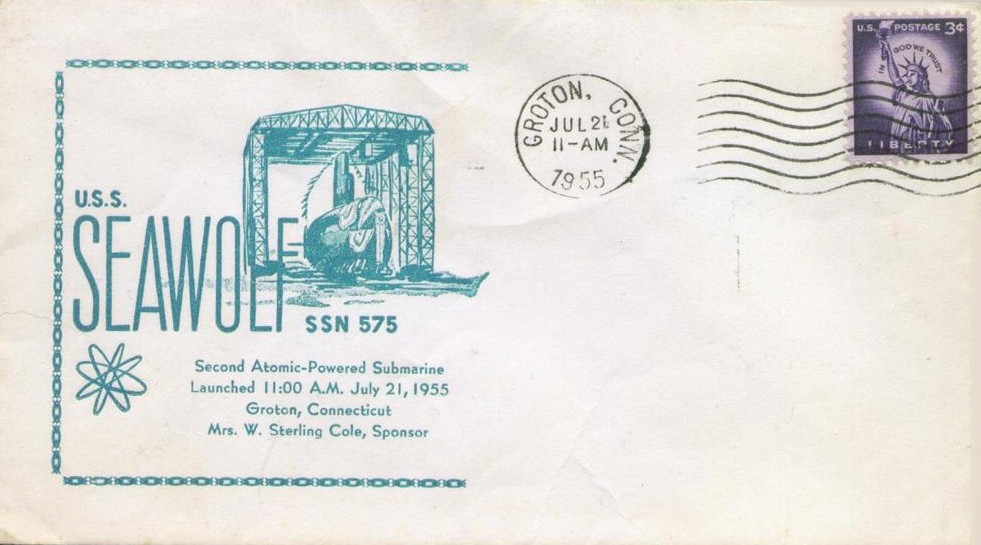 U.S.S.
SEAWOLF
SSN 575
Second Atomic-Powered Submarine
Launched 11:00 A.M. July 21, 1955
Groton, Connecticut
Mrs. W. Sterling Cole, Sponsor
GROTON, CONN.
JUL 21
11-AM
1955
U.S. POSTAGE 3¢
IN GOD WE TRUST
LIBERTY